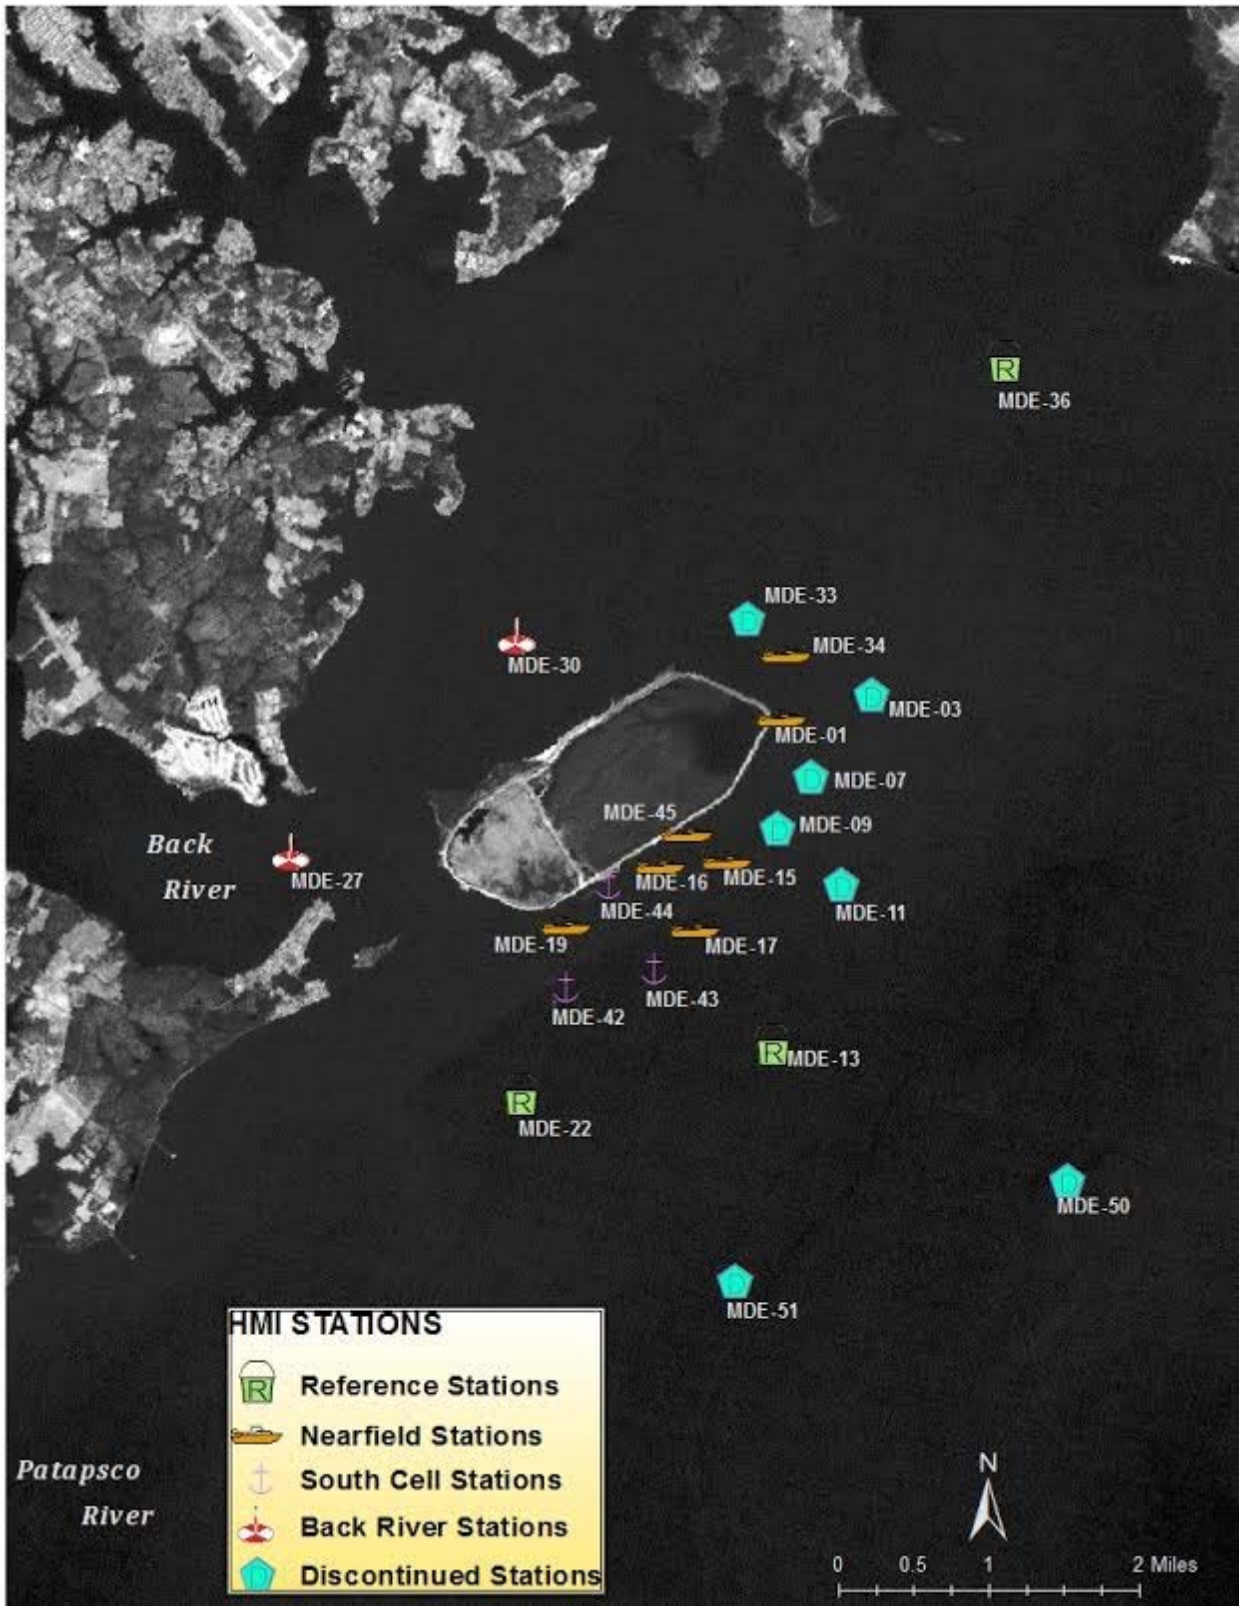 R
MDE-36
D
MDE-33
MDE-34
MDE-30
D
MDE-03
MDE-01
D
MDE-07
MDE-45
D
MDE-09
Back
River
MDE-27
MDE-16
MDE-15
D
MDE-11
MDE-44
MDE-19
MDE-17
MDE-43
MDE-42
R
MDE-13
R
MDE-22
D
MDE-50
D
MDE-51
HMI STATIONS
R Reference Stations
Nearfield Stations
South Cell Stations
Back River Stations
D Discontinued Stations
Patapsco
River
N
0 0.5 1 2 Miles